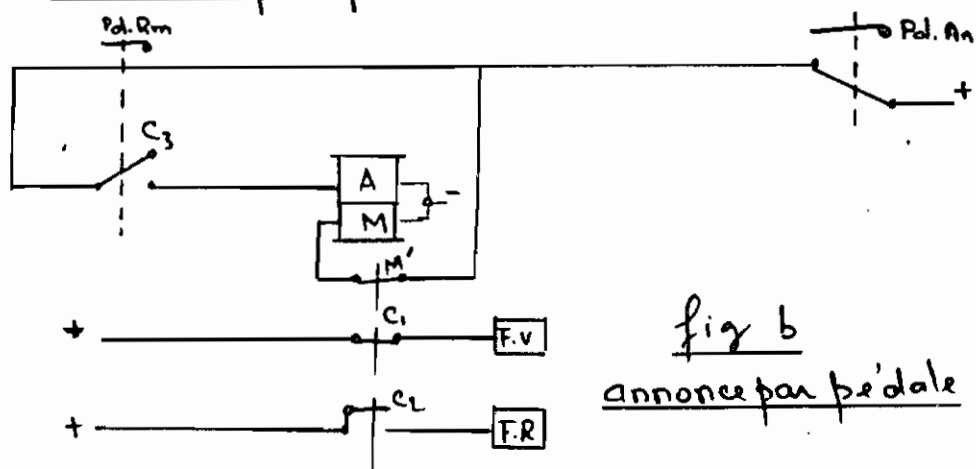 Pd. Rm
Pd. An
+
C3
A
M
-
M'
+
C1
F.V
+
C2
F.R
fig b
annonce par pédale